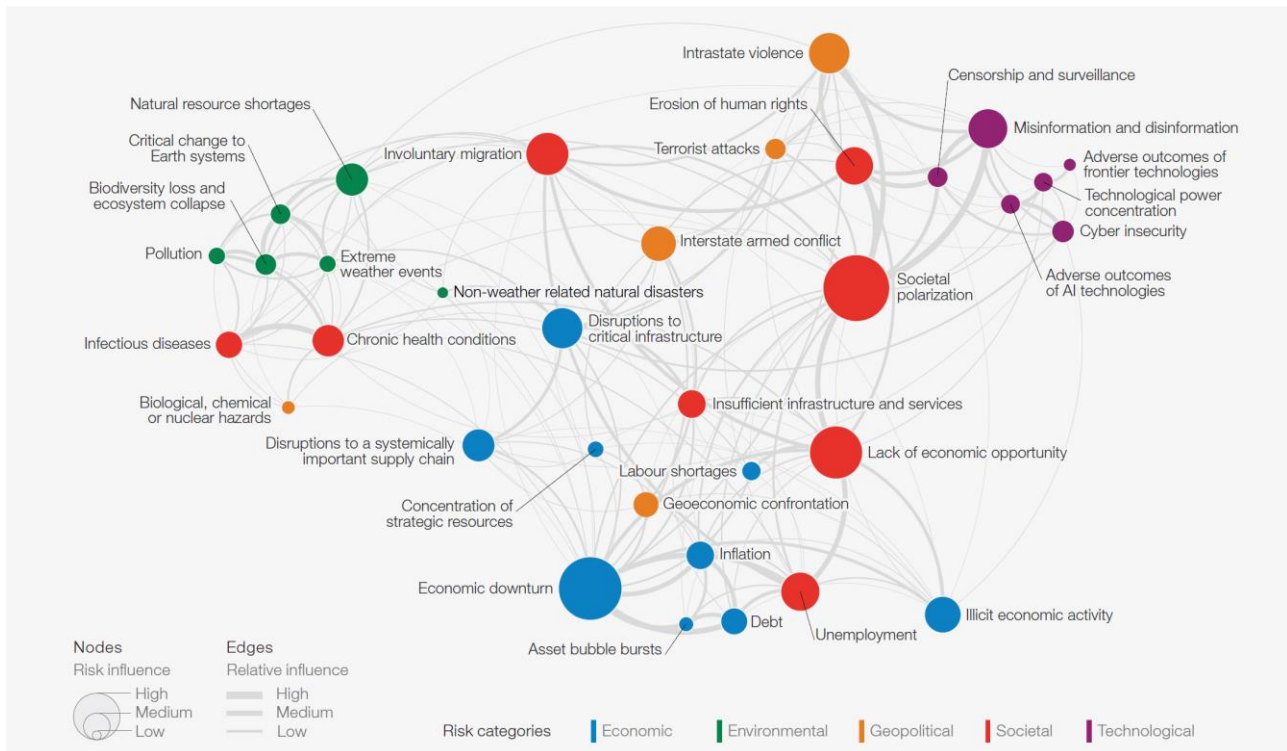 Intrastate violence
Censorship and surveillance
Natural resource shortages
Erosion of human rights
Misinformation and disinformation
Critical change to
Earth systems
Involuntary migration
Terrorist attacks
Adverse outcomes of
frontier technologies
Biodiversity loss and
ecosystem collapse
Technological power
concentration
Cyber insecurity
Pollution
Extreme
weather events
Interstate armed conflict
Societal
polarization
Adverse outcomes
of AI technologies
Non-weather related natural disasters
Disruptions to
critical infrastructure
Infectious diseases
Chronic health conditions
Biological, chemical
or nuclear hazards
Insufficient infrastructure and services
Disruptions to a systemically
important supply chain
Lack of economic opportunity
Labour shortages
Concentration of
strategic resources
Geoeconomic confrontation
Inflation
Economic downturn
Illicit economic activity
Debt
Unemployment
Asset bubble bursts
Nodes
Risk influence
High
Medium
Low
Edges
Relative influence
High
Medium
Low
Risk categories
Economic
Environmental
Geopolitical
Societal
Technological